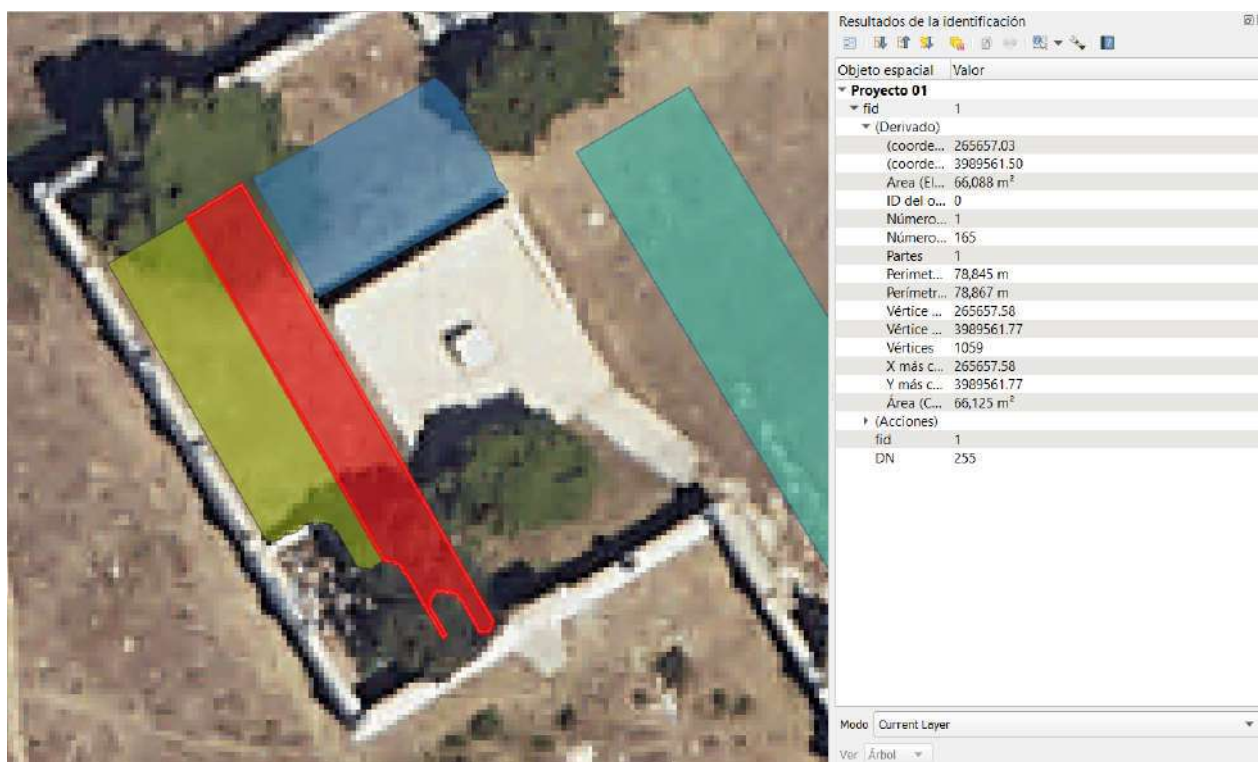 Resultados de la identificación
Objeto espacial Valor
Proyecto 01
fid 1
(Derivado)
(coorde... 265657.03
(coorde... 3989561.50
Área (El... 66,088 m²
ID del o... 0
Número... 1
Número... 165
Partes 1
Perimet... 78,845 m
Perímetr... 78,867 m
Vértice ... 265657.58
Vértice ... 3989561.77
Vértices 1059
X más c... 265657.58
Y más c... 3989561.77
Área (C... 66,125 m²
(Acciones)
fid 1
DN 255
Modo Current Layer
Ver Árbol